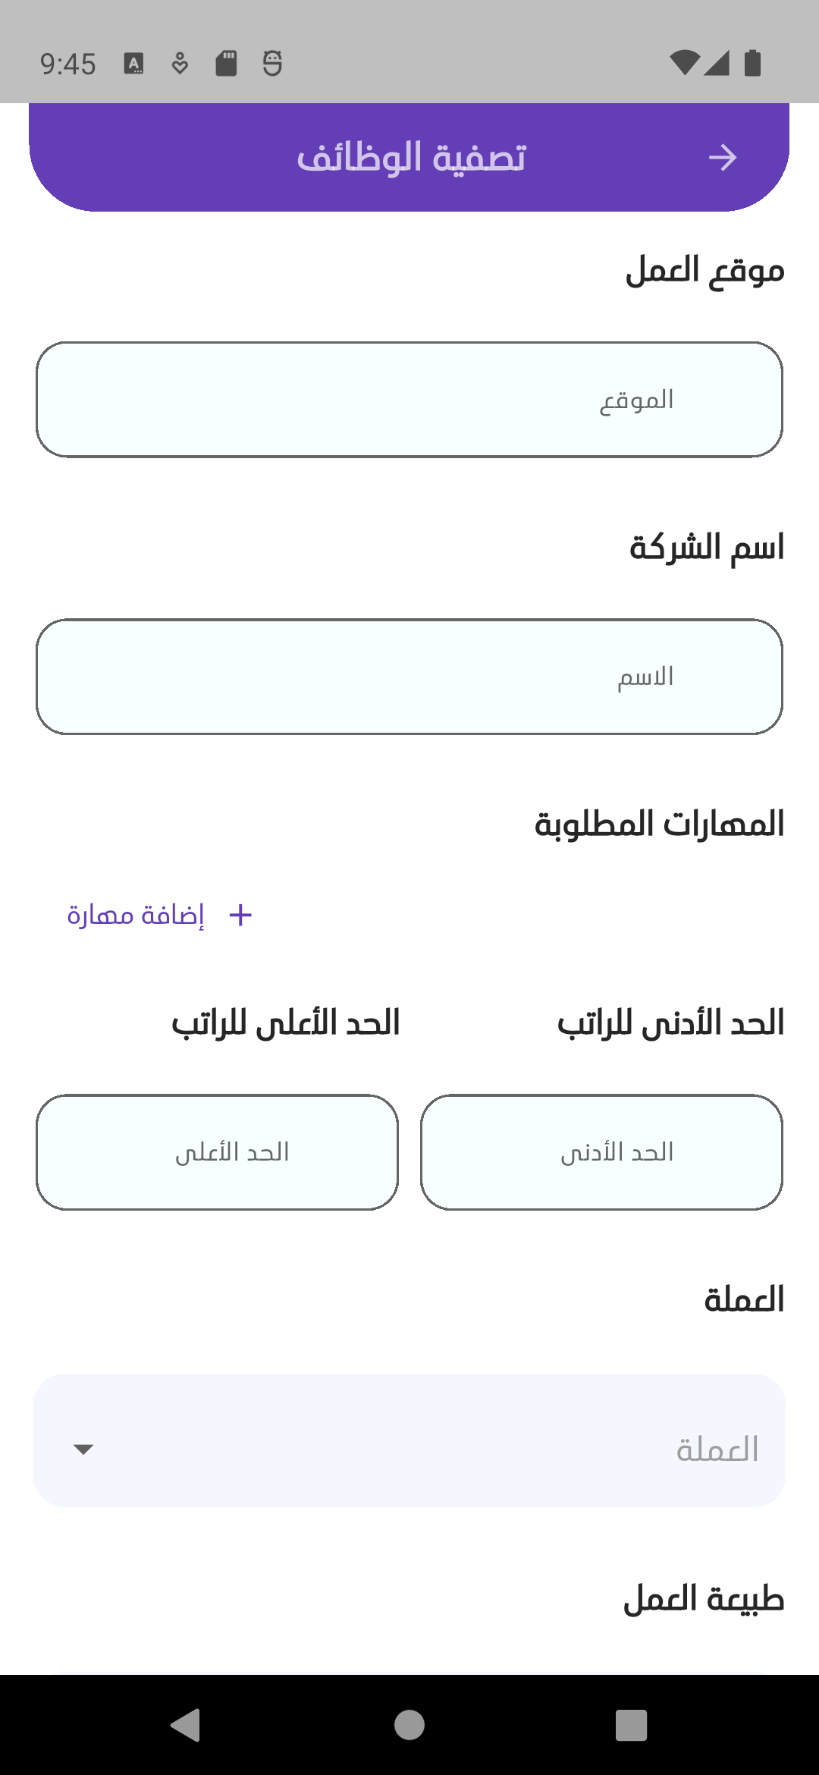 9:45
تصفية الوظائف
موقع العمل
الموقع
اسم الشركة
الاسم
المهارات المطلوبة
إضافة مهارة
الحد الأدنى للراتب
الحد الأعلى للراتب
الحد الأدنى
الحد الأعلى
العملة
العملة
طبيعة العمل